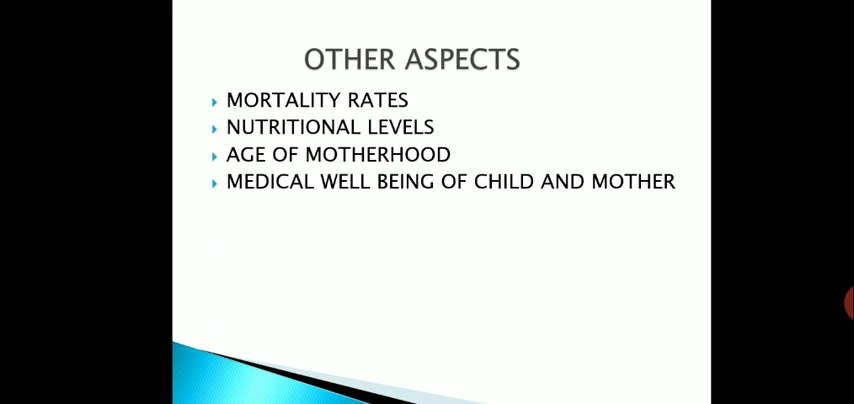 OTHER ASPECTS
MORTALITY RATES
NUTRITIONAL LEVELS
AGE OF MOTHERHOOD
MEDICAL WELL BEING OF CHILD AND MOTHER